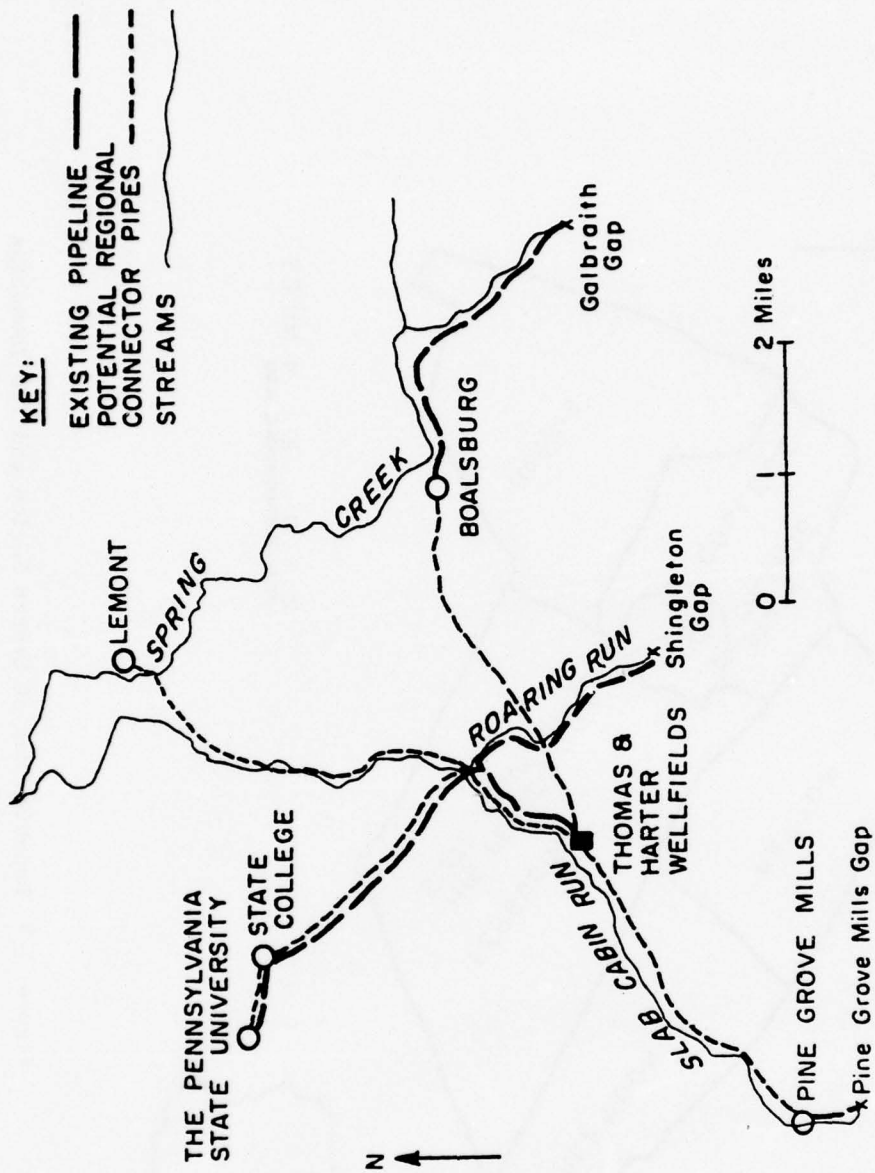 KEY:
EXISTING PIPELINE
POTENTIAL REGIONAL
CONNECTOR PIPES
STREAMS
LEMONT
SPRING CREEK
THE PENNSYLVANIA
STATE UNIVERSITY
STATE
COLLEGE
BOALSBURG
Galbraith
Gap
ROARING RUN
Shingleton
Gap
THOMAS &
HARTER
WELLFIELDS
SLAB CABIN RUN
PINE GROVE MILLS
Pine Grove Mills Gap
N
0 1 2 Miles